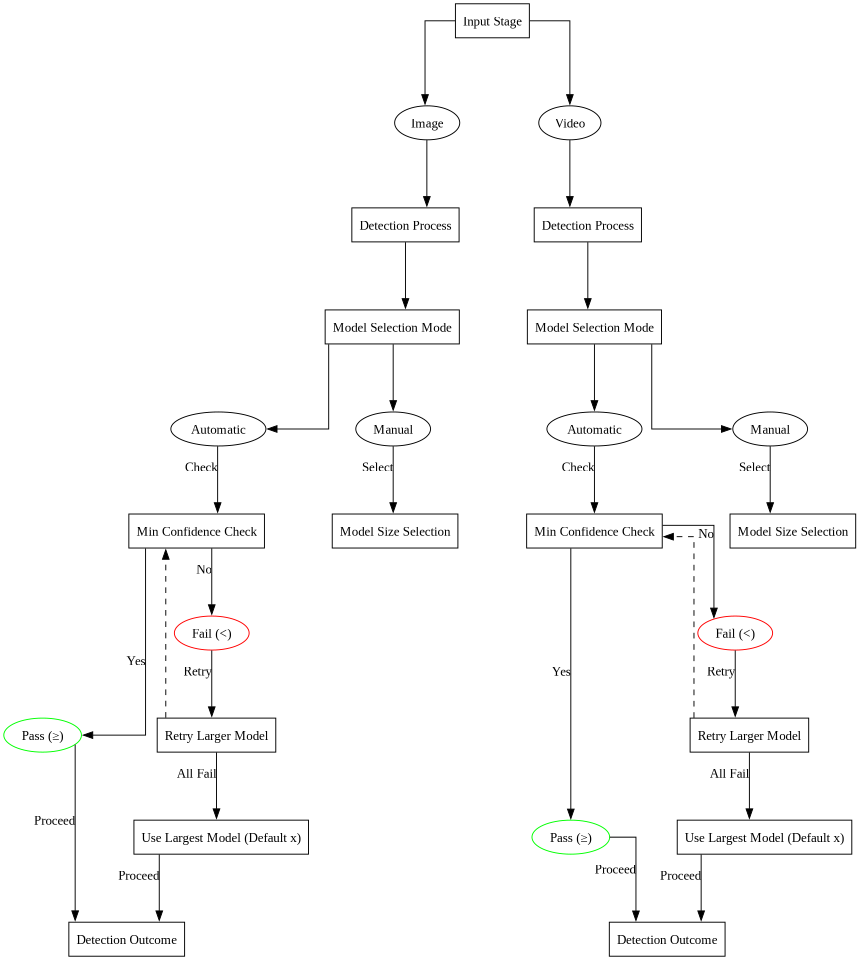 Input Stage
Image
Video
Detection Process
Detection Process
Model Selection Mode
Model Selection Mode
Automatic
Manual
Automatic
Manual
Check
Select
Check
Select
Min Confidence Check
Model Size Selection
Min Confidence Check
Model Size Selection
No
No
Fail (<)
Fail (<)
Yes
Retry
Yes
Retry
Pass (≥)
Retry Larger Model
Retry Larger Model
All Fail
All Fail
Proceed
Use Largest Model (Default x)
Pass (≥)
Use Largest Model (Default x)
Proceed
Proceed
Proceed
Detection Outcome
Detection Outcome